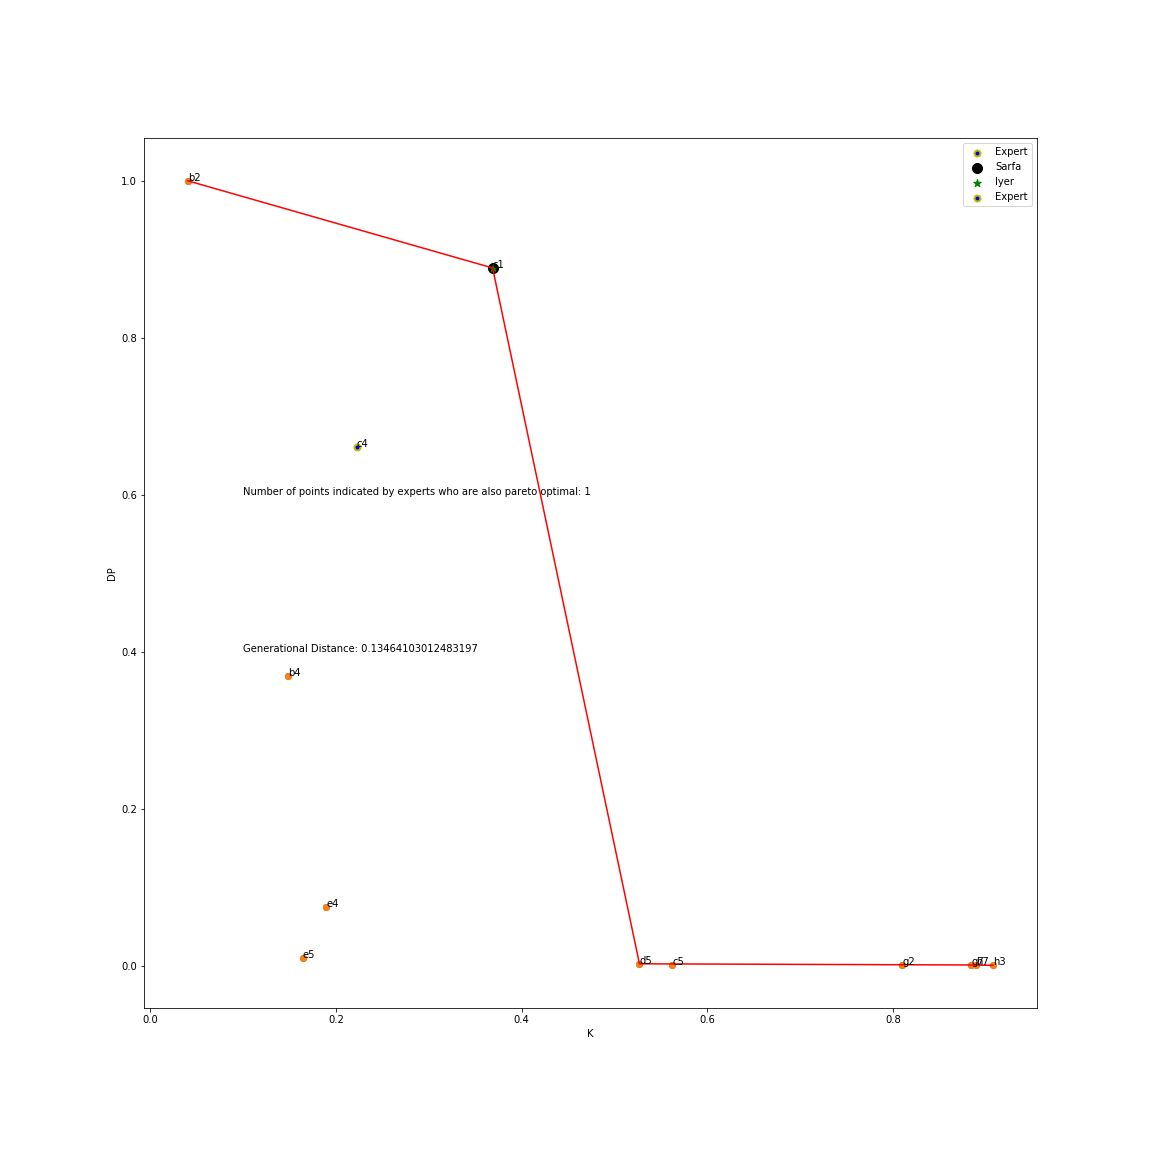 Expert
Sarfa
Iyer
Expert
1.0
b2
c1
0.8
c4
0.6
Number of points indicated by experts who are also pareto optimal: 1
DP
0.4
Generational Distance: 0.13464103012483197
b4
0.2
e4
e5
0.0
d5
c5
g2
h3
0.0 0.2 0.4 0.6 0.8
K